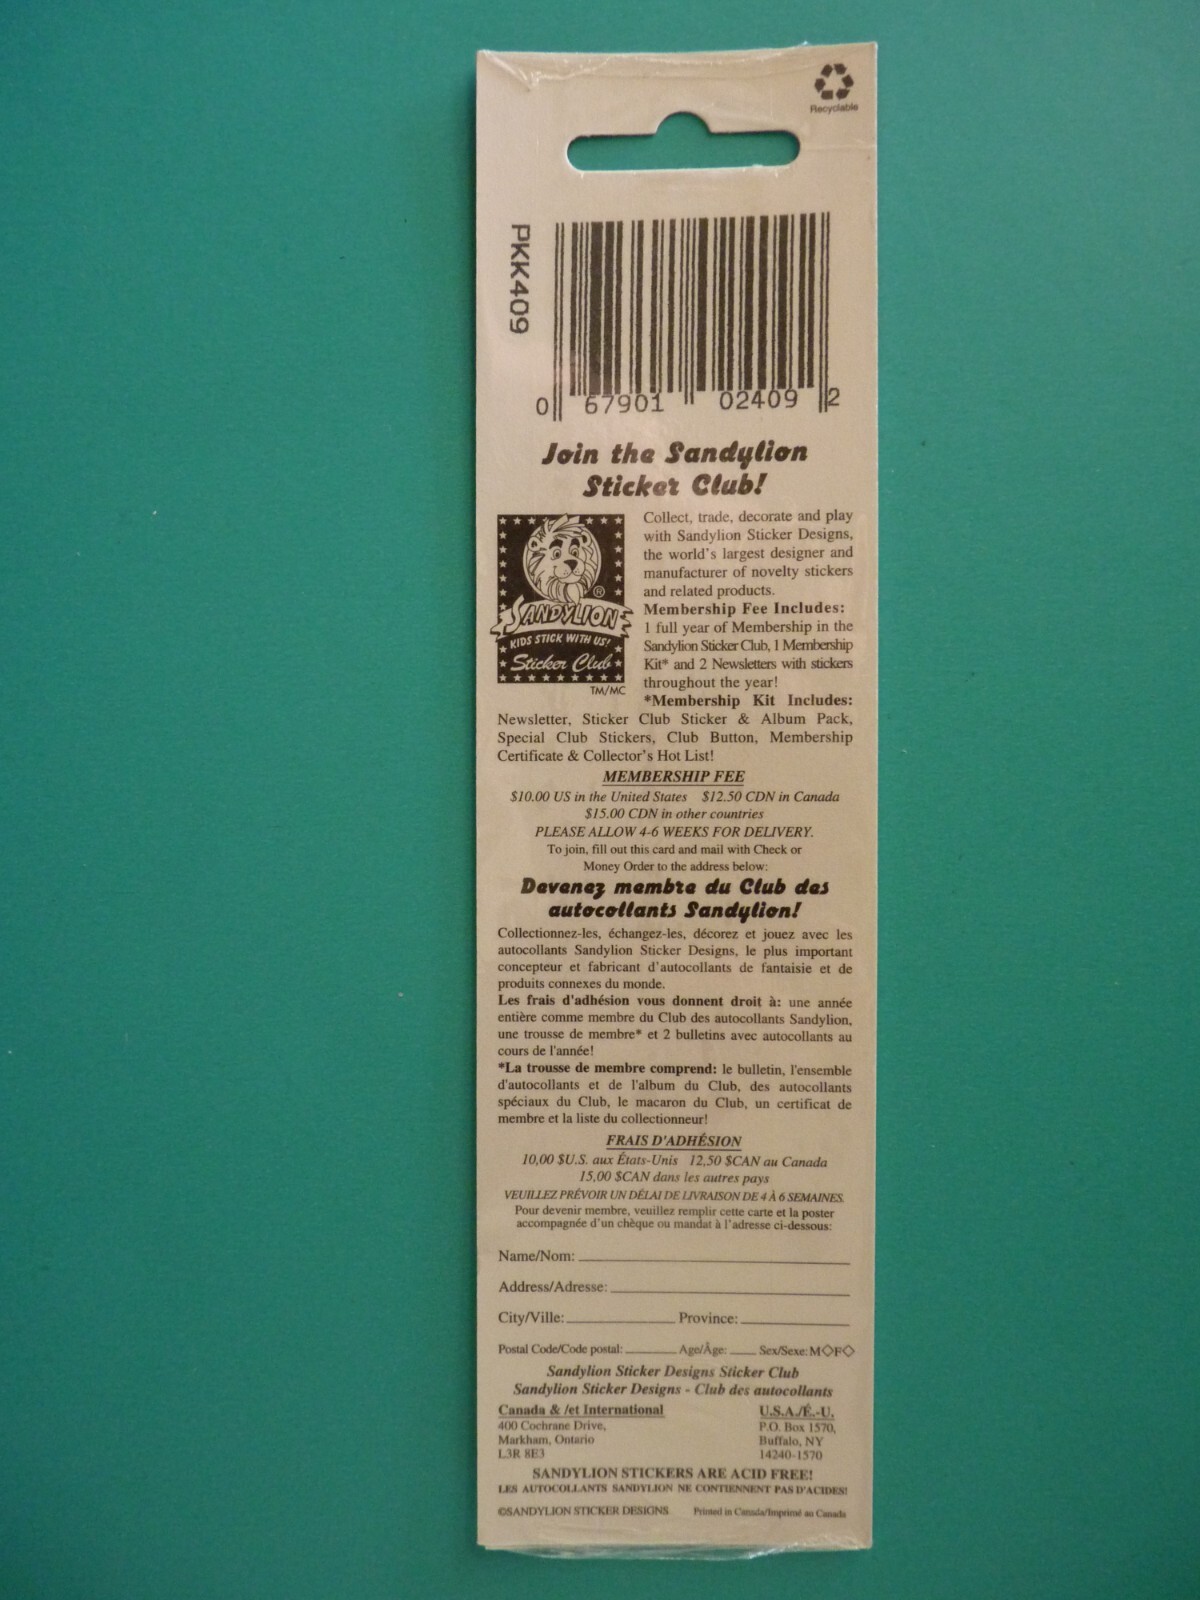 Recyclable
PKK409
0 67901 02409 2
Join the Sandylion
Sticker Club!
SANDYLION
®
KIDS STICK WITH US!
Sticker Club
TM/MC
Collect, trade, decorate and play
with Sandylion Sticker Designs,
the world's largest designer and
manufacturer of novelty stickers
and related products.
Membership Fee Includes:
1 full year of Membership in the
Sandylion Sticker Club, 1 Membership
Kit* and 2 Newsletters with stickers
throughout the year!
*Membership Kit Includes:
Newsletter, Sticker Club Sticker & Album Pack,
Special Club Stickers, Club Button, Membership
Certificate & Collector's Hot List!
MEMBERSHIP FEE
$10.00 US in the United States $12.50 CDN in Canada
$15.00 CDN in other countries
PLEASE ALLOW 4-6 WEEKS FOR DELIVERY.
To join, fill out this card and mail with Check or
Money Order to the address below:
Devenez membre du Club des
autocollants Sandylion!
Collectionnez-les, échangez-les, décorez et jouez avec les
autocollants Sandylion Sticker Designs, le plus important
concepteur et fabricant d'autocollants de fantaisie et de
produits connexes du monde.
Les frais d'adhésion vous donnent droit à: une année
entière comme membre du Club des autocollants Sandylion,
une trousse de membre* et 2 bulletins avec autocollants au
cours de l'année!
*La trousse de membre comprend: le bulletin, l'ensemble
d'autocollants et de l'album du Club, des autocollants
spéciaux du Club, le macaron du Club, un certificat de
membre et la liste du collectionneur!
FRAIS D'ADHÉSION
10,00 $U.S. aux États-Unis 12,50 $CAN au Canada
15,00 $CAN dans les autres pays
VEUILLEZ PRÉVOIR UN DÉLAI DE LIVRAISON DE 4 À 6 SEMAINES.
Pour devenir membre, veuillez remplir cette carte et la poster
accompagnée d'un chèque ou mandat à l'adresse ci-dessous:
Name/Nom:
Address/Adresse:
City/Ville: Province:
Postal Code/Code postal: Age/Âge: Sex/Sexe: M◇F◇
Sandylion Sticker Designs Sticker Club
Sandylion Sticker Designs - Club des autocollants
Canada & /et International U.S.A./É.-U.
400 Cochrane Drive, P.O. Box 1570,
Markham, Ontario Buffalo, NY
L3R 8E3 14240-1570
SANDYLION STICKERS ARE ACID FREE!
LES AUTOCOLLANTS SANDYLION NE CONTIENNENT PAS D'ACIDES!
©SANDYLION STICKER DESIGNS Printed in Canada/Imprimé au Canada